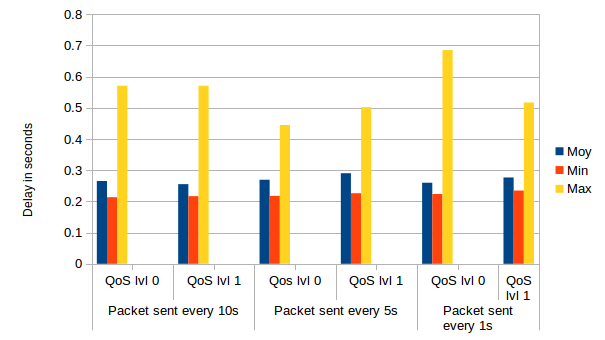 0.8
0.7
0.6
0.5
0.4
0.3
0.2
0.1
0
Delay in seconds
Moy
Min
Max
QoS lvl 0
QoS lvl 1
Qos lvl 0
QoS lvl 1
QoS lvl 0
QoS
lvl 1
Packet sent every 10s
Packet sent every 5s
Packet sent
every 1s